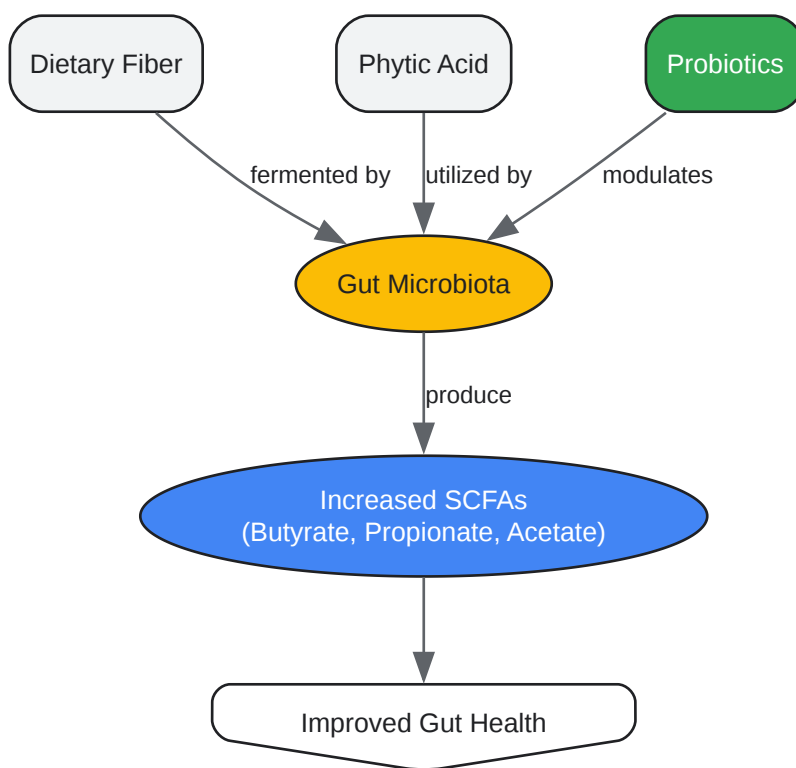 Dietary Fiber
Phytic Acid
Probiotics
fermented by
utilized by
modulates
Gut Microbiota
produce
Increased SCFAs
(Butyrate, Propionate, Acetate)
Improved Gut Health